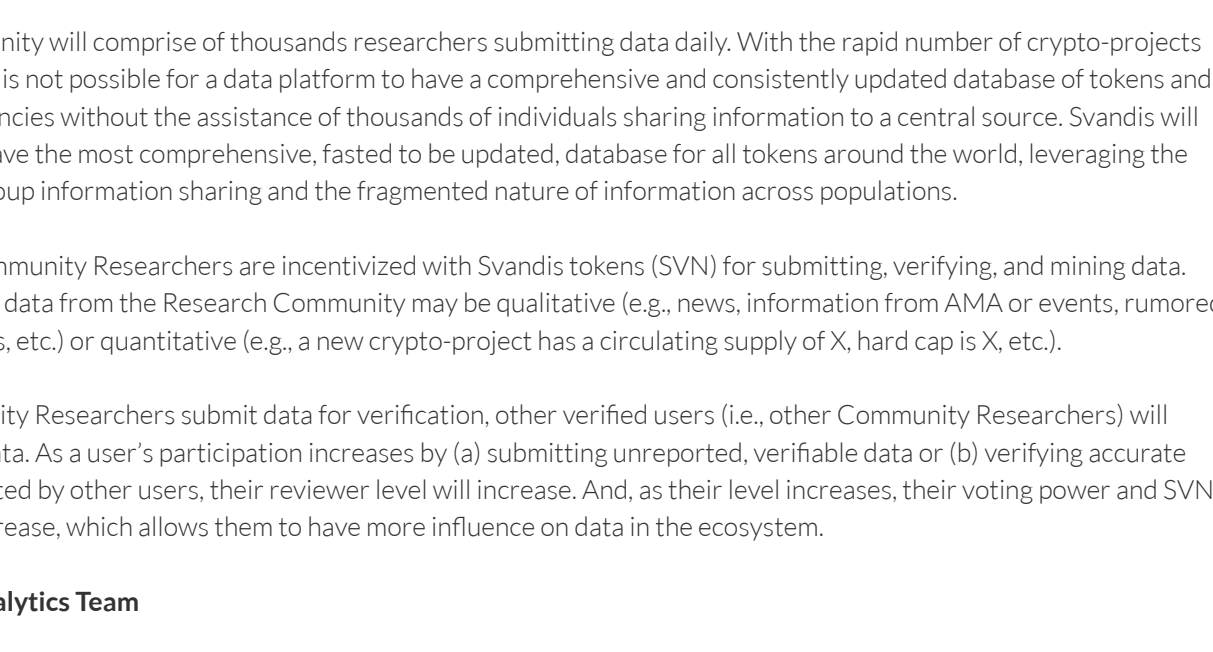 nity will comprise of thousands researchers submitting data daily. With the rapid number of crypto-projects
is not possible for a data platform to have a comprehensive and consistently updated database of tokens and
ncies without the assistance of thousands of individuals sharing information to a central source. Svandis will
ave the most comprehensive, fasted to be updated, database for all tokens around the world, leveraging the
oup information sharing and the fragmented nature of information across populations.
mmunity Researchers are incentivized with Svandis tokens (SVN) for submitting, verifying, and mining data.
data from the Research Community may be qualitative (e.g., news, information from AMA or events, rumored
s, etc.) or quantitative (e.g., a new crypto-project has a circulating supply of X, hard cap is X, etc.).
ity Researchers submit data for verification, other verified users (i.e., other Community Researchers) will
ata. As a user’s participation increases by (a) submitting unreported, verifiable data or (b) verifying accurate
ted by other users, their reviewer level will increase. And, as their level increases, their voting power and SVN
rease, which allows them to have more influence on data in the ecosystem.
alytics Team